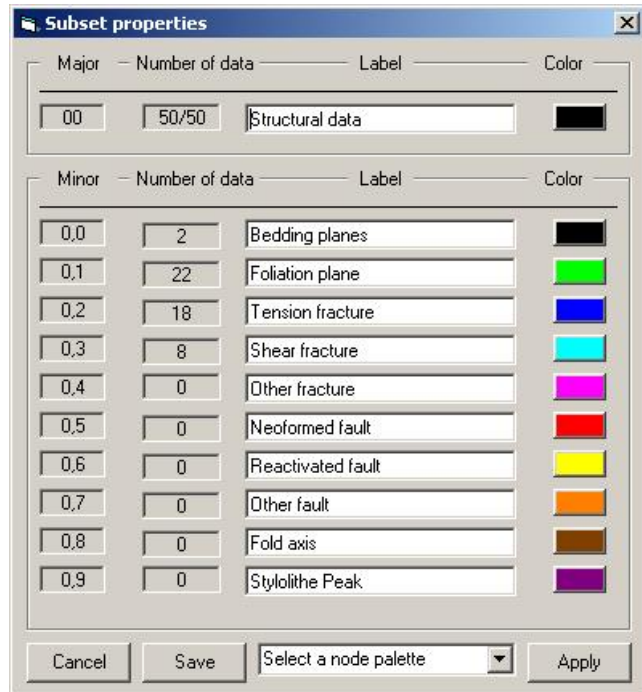 Subset properties
Major Number of data Label Color
00 50/50 Structural data
Minor Number of data Label Color
0,0 2 Bedding planes
0,1 22 Foliation plane
0,2 18 Tension fracture
0,3 8 Shear fracture
0,4 0 Other fracture
0,5 0 Neoformed fault
0,6 0 Reactivated fault
0,7 0 Other fault
0,8 0 Fold axis
0,9 0 Stylolithe Peak
Cancel Save Select a node palette Apply